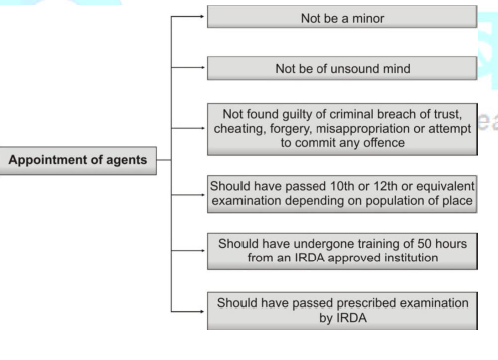 Not be a minor
Not be of unsound mind
Not found guilty of criminal breach of trust,
cheating, forgery, misappropriation or attempt
to commit any offence
Appointment of agents
Should have passed 10th or 12th or equivalent
examination depending on population of place
Should have undergone training of 50 hours
from an IRDA approved institution
Should have passed prescribed examination
by IRDA